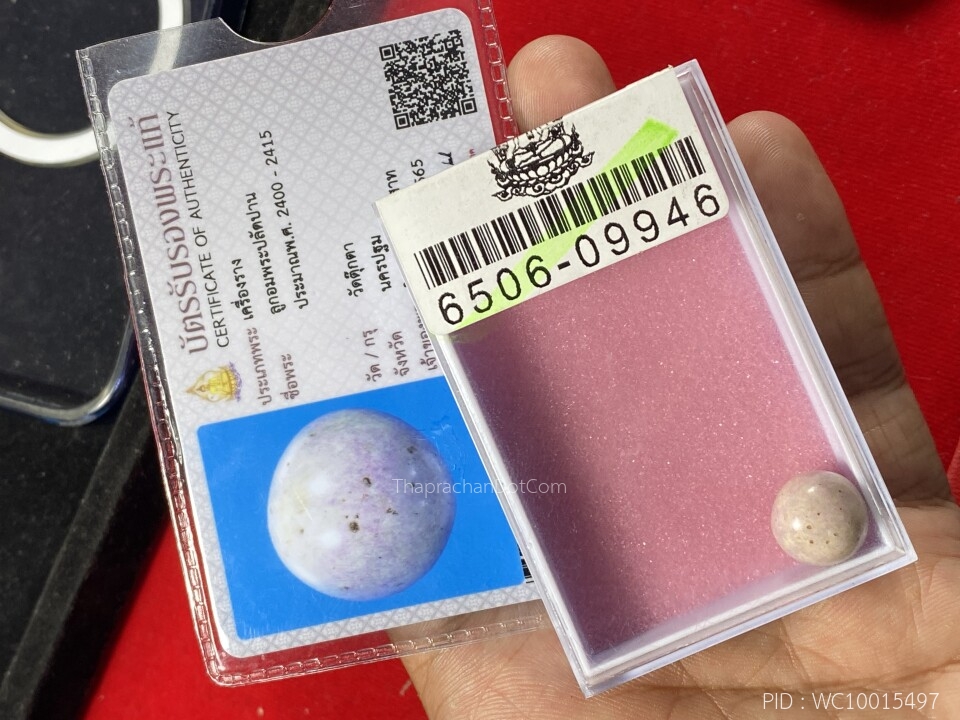 บัตรรับรองพระแท้
CERTIFICATE OF AUTHENTICITY
ประเภทพระ เครื่องราง
ชื่อพระ ลูกอมพระปลัดปาน
ประมาณพ.ศ. 2400 - 2415
วัด / กรุ วัดตุ๊กตา
จังหวัด นครปฐม
6506-09946
ThaprachanDotCom
PID : WC10015497